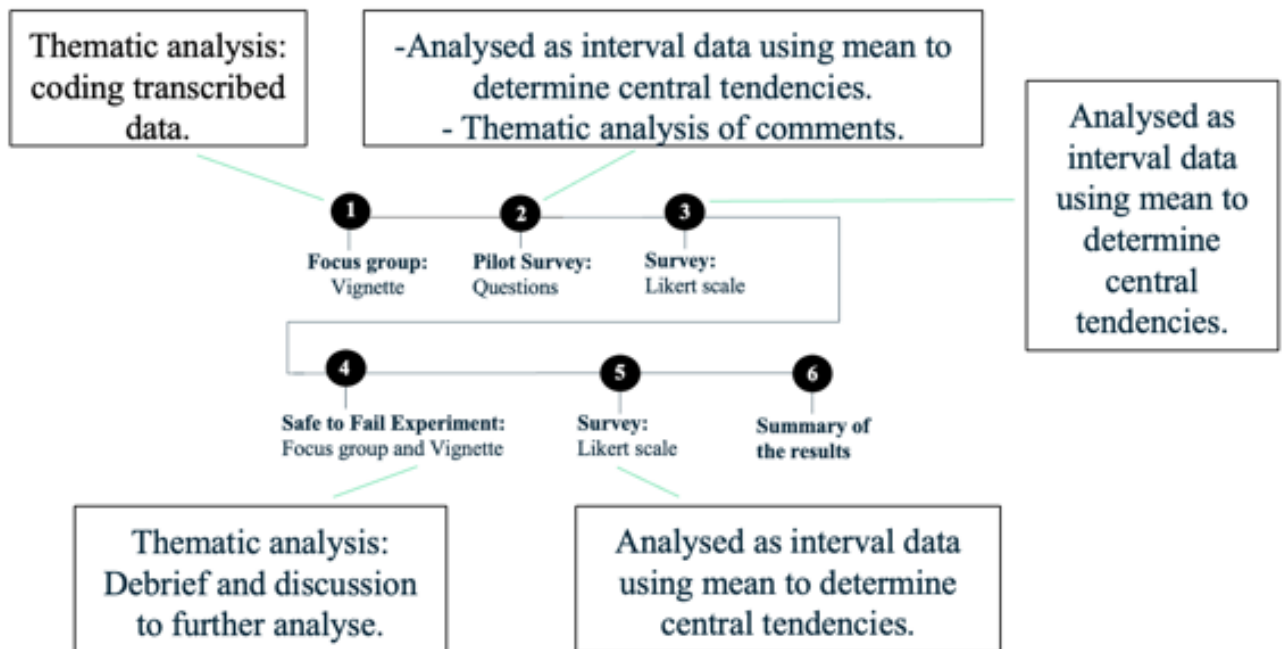 Thematic analysis:
coding transcribed
data.
-Analysed as interval data using mean to
determine central tendencies.
- Thematic analysis of comments.
Analysed as
interval data
using mean to
determine
central
tendencies.
1
2
3
Focus group:
Vignette
Pilot Survey:
Questions
Survey:
Likert scale
4
5
6
Safe to Fail Experiment:
Focus group and Vignette
Survey:
Likert scale
Summary of
the results
Thematic analysis:
Debrief and discussion
to further analyse.
Analysed as interval data
using mean to determine
central tendencies.